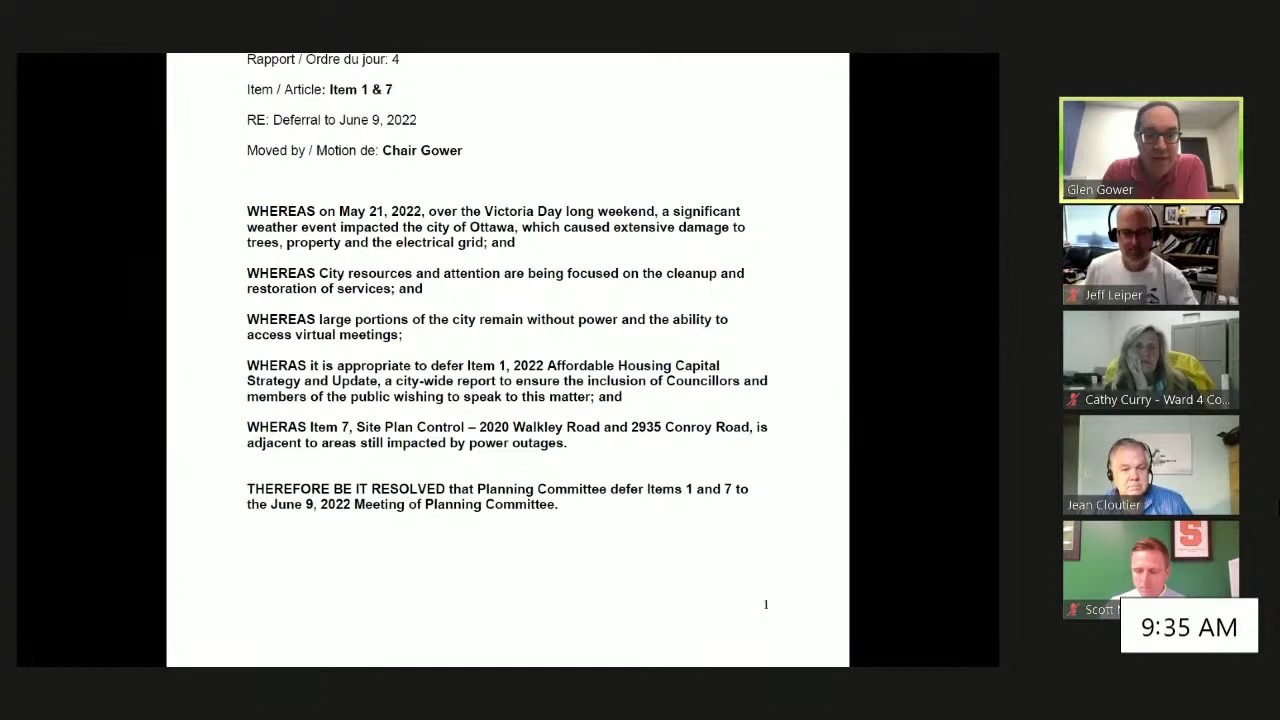 Rapport / Ordre du jour: 4
Item / Article: Item 1 & 7
RE: Deferral to June 9, 2022
Moved by / Motion de: Chair Gower
WHEREAS on May 21, 2022, over the Victoria Day long weekend, a significant
weather event impacted the city of Ottawa, which caused extensive damage to
trees, property and the electrical grid; and
WHEREAS City resources and attention are being focused on the cleanup and
restoration of services; and
WHEREAS large portions of the city remain without power and the ability to
access virtual meetings;
WHERAS it is appropriate to defer Item 1, 2022 Affordable Housing Capital
Strategy and Update, a city-wide report to ensure the inclusion of Councillors and
members of the public wishing to speak to this matter; and
WHERAS Item 7, Site Plan Control – 2020 Walkley Road and 2935 Conroy Road, is
adjacent to areas still impacted by power outages.
THEREFORE BE IT RESOLVED that Planning Committee defer Items 1 and 7 to
the June 9, 2022 Meeting of Planning Committee.
1
Glen Gower
Jeff Leiper
Cathy Curry - Ward 4 Co...
Jean Cloutier
S
Scott
9:35 AM